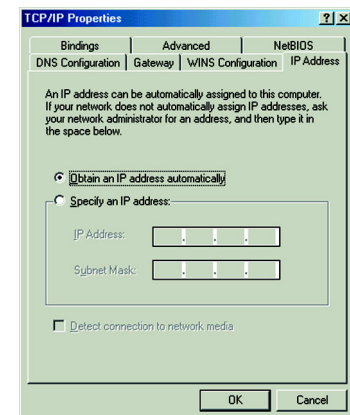 TCP/IP Properties
Bindings
Advanced
NetBIOS
DNS Configuration
Gateway
WINS Configuration
IP Address
An IP address can be automatically assigned to this computer.
If your network does not automatically assign IP addresses, ask
your network administrator for an address, and then type it in
the space below.
Obtain an IP address automatically
Specify an IP address:
IP Address:
Subnet Mask:
Detect connection to network media
OK
Cancel